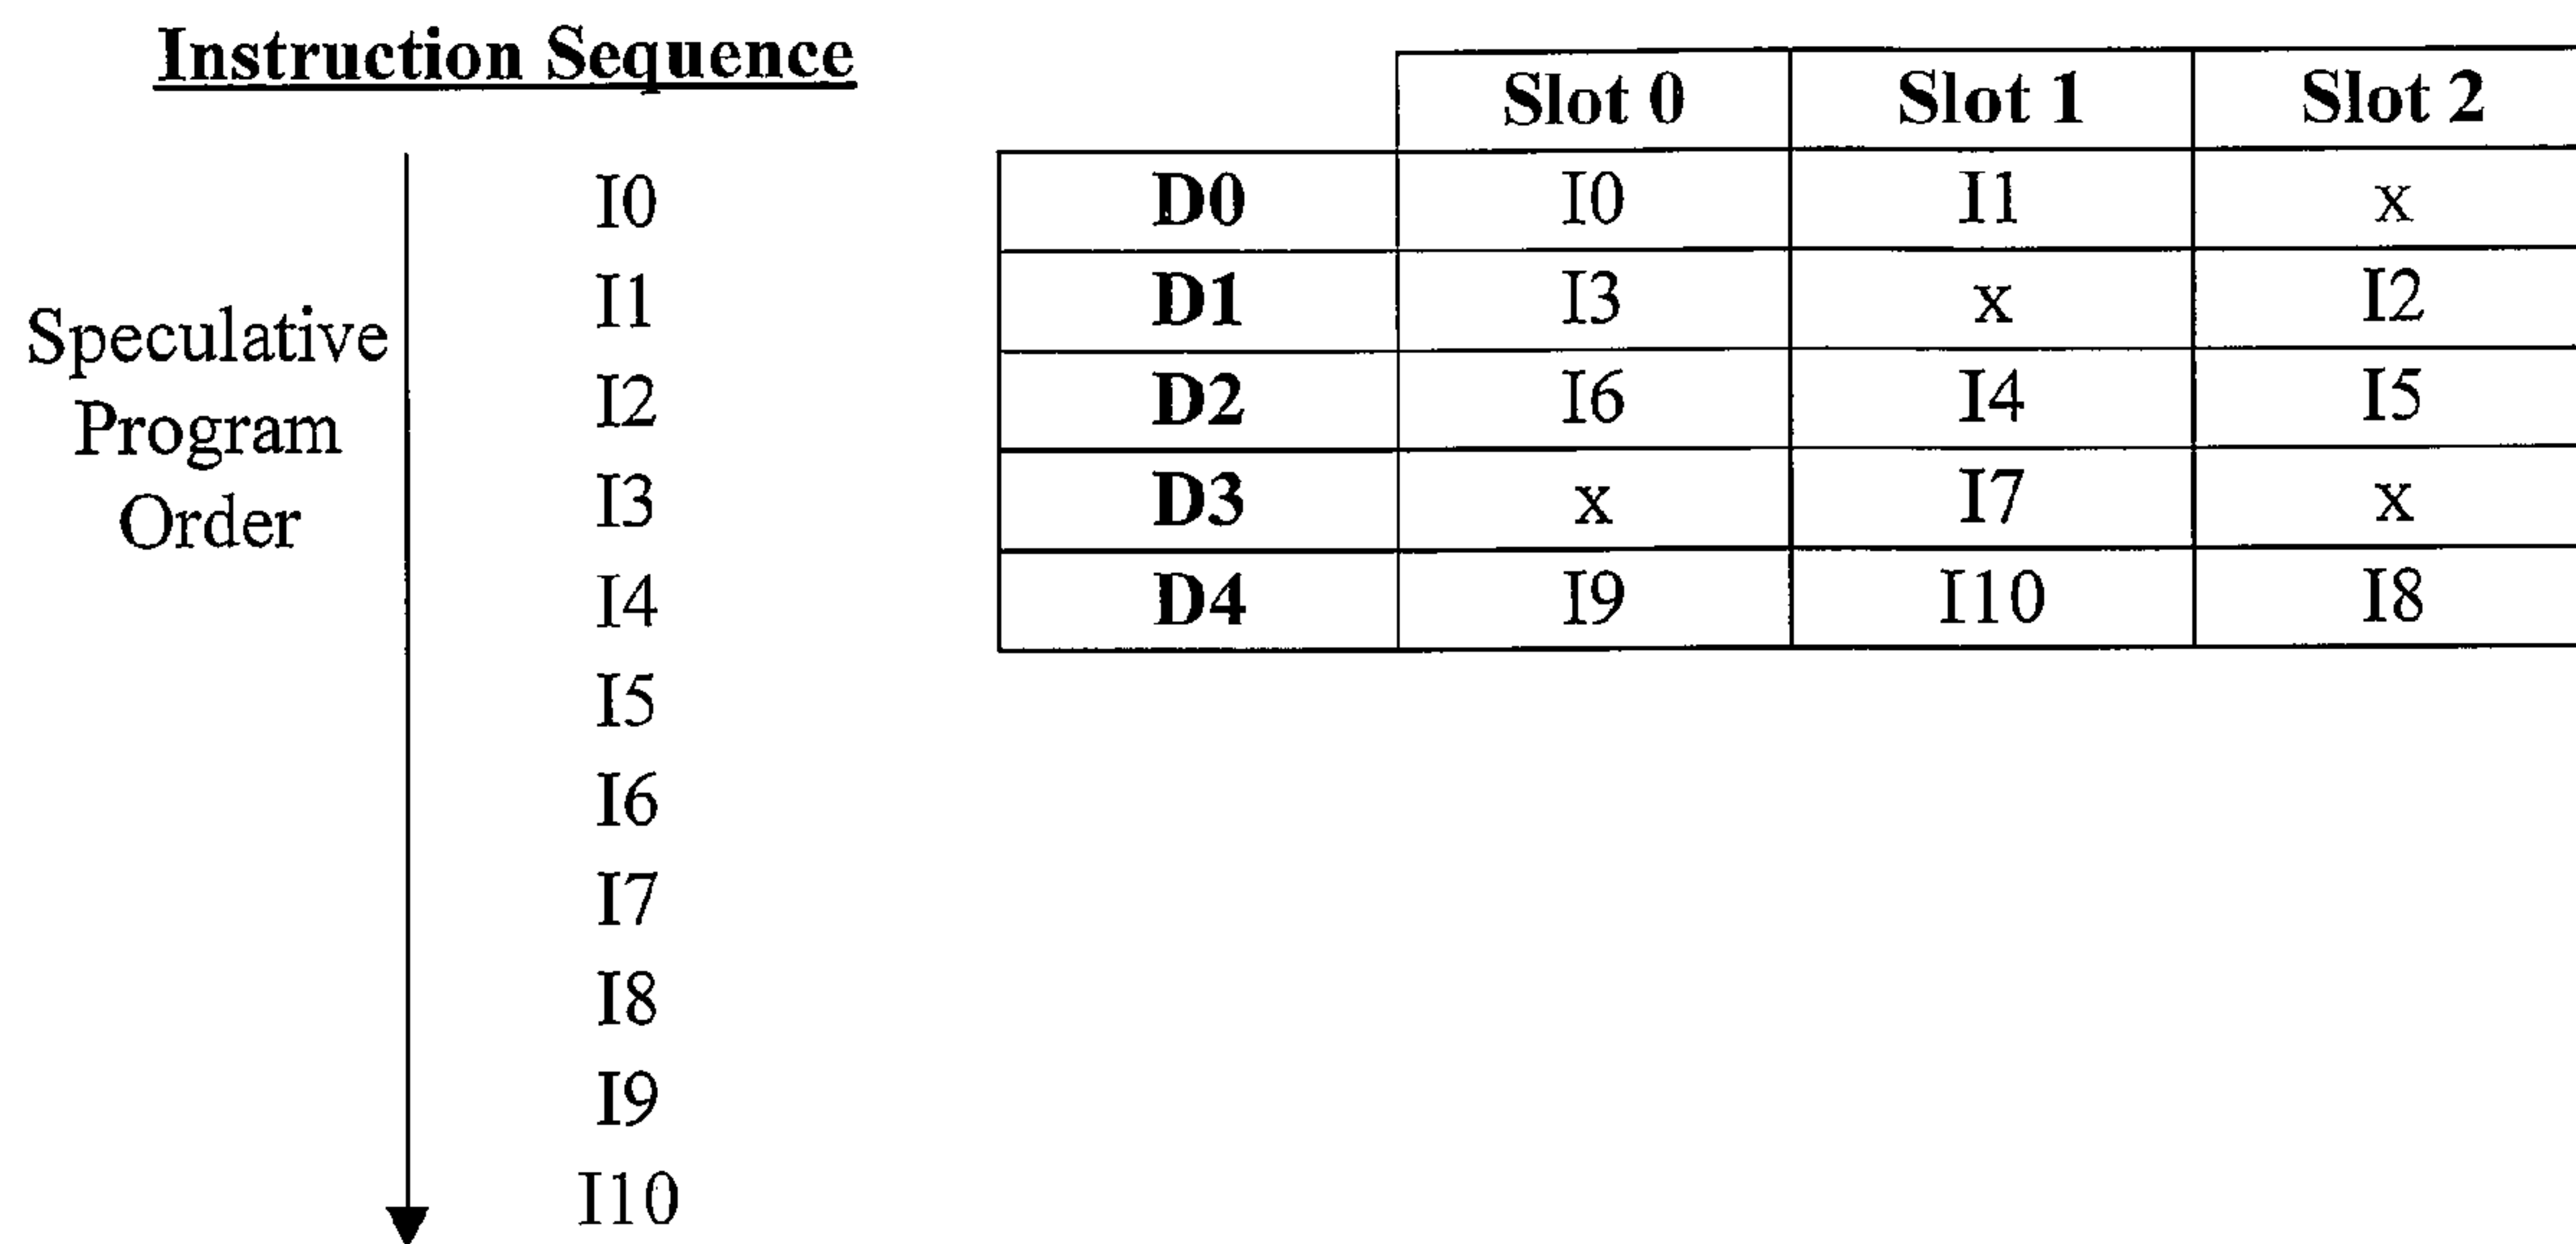 Instruction Sequence
Speculative
Program
Order
I0
I1
I2
I3
I4
I5
I6
I7
I8
I9
I10
Slot 0 Slot 1 Slot 2
D0 I0 I1 x
D1 I3 x I2
D2 I6 I4 I5
D3 x I7 x
D4 I9 I10 I8